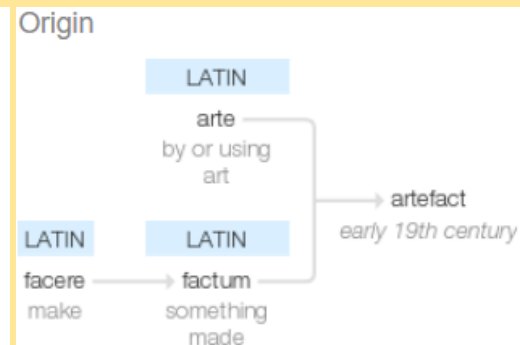 Origin
LATIN
arte
by or using
art
artefact
early 19th century
LATIN
LATIN
facere
factum
make
something
made